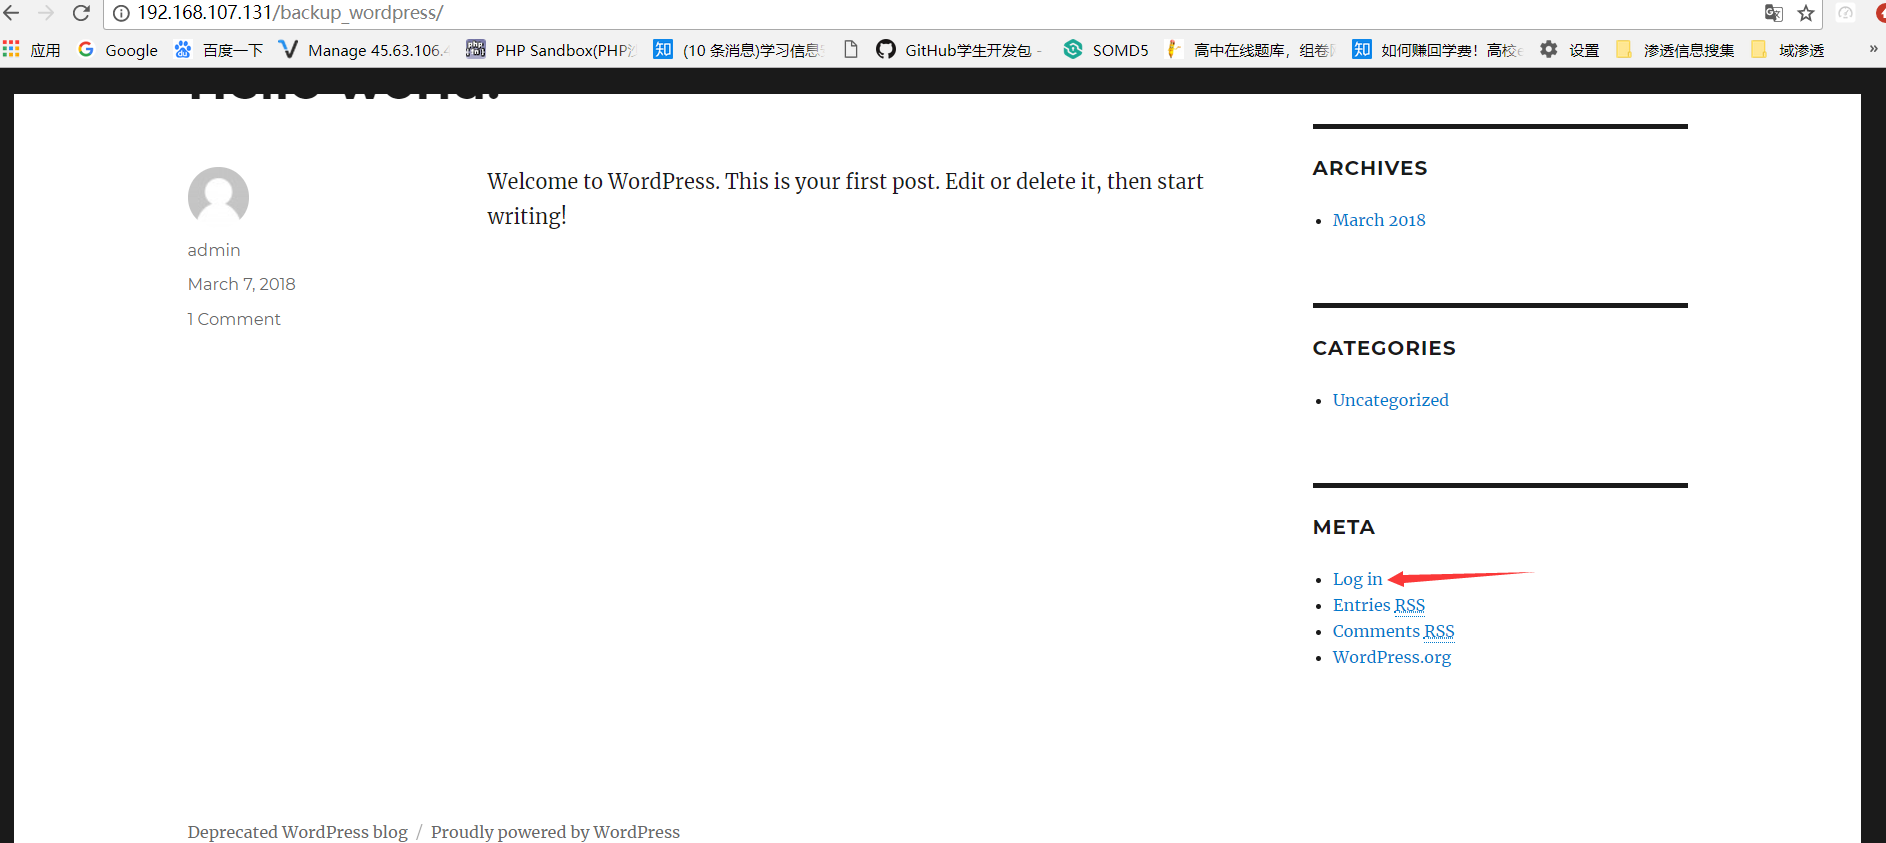 192.168.107.131/backup_wordpress/
应用 Google 百度一下 Manage 45.63.106. PHP Sandbox(PHP (10 条消息)学习信息 GitHub学生开发包 - SOMD5 高中在线题库，组卷 如何赚回学费！高校 设置 渗透信息搜集 域渗透 »
Hello world!
Welcome to WordPress. This is your first post. Edit or delete it, then start
writing!
admin
March 7, 2018
1 Comment
ARCHIVES
March 2018
CATEGORIES
Uncategorized
META
Log in
Entries RSS
Comments RSS
WordPress.org
Deprecated WordPress blog / Proudly powered by WordPress